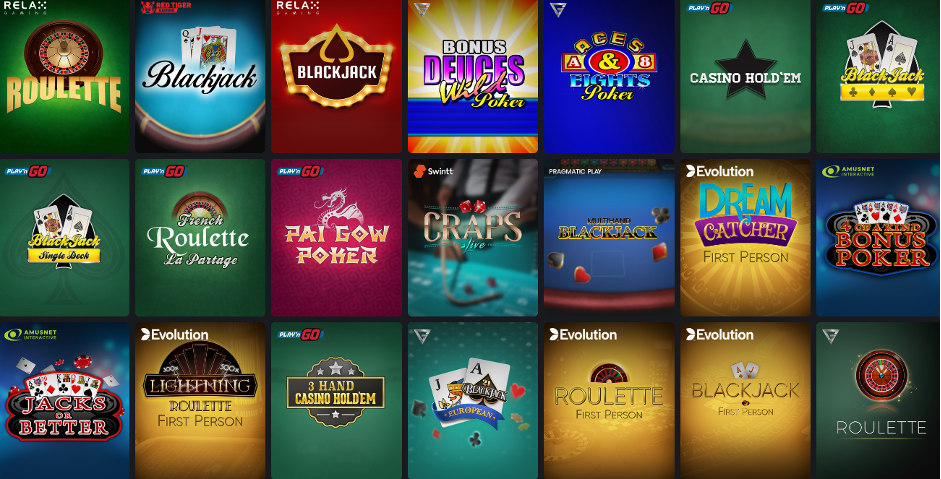 RELAX
GAMING
ROULETTE
RED TIGER
Blackjack
RELAX
GAMING
BLACKJACK
BONUS
DEUCES
Wild
Poker
ACES
A & 8
EIGHTS
Poker
PLAY'n GO
CASINO HOLD'EM
PLAY'n GO
BlackJack
PLAY'n GO
BlackJack
Single Deck
PLAY'n GO
French
Roulette
La Partage
PLAY'n GO
PAI GOW
POKER
Swintt
CRAPS
live
PRAGMATIC PLAY
MULTIHAND
BLACKJACK
Evolution
DREAM
CATCHER
FIRST PERSON
AMUSNET
INTERACTIVE
4 OF A KIND
BONUS
POKER
AMUSNET
INTERACTIVE
JACKS
OR
BETTER
Evolution
300x 300x
LIGHTNING
ROULETTE
FIRST PERSON
PLAY'n GO
3 HAND
CASINO HOLD'EM
J A
BLACKJACK
EUROPEAN
Evolution
ROULETTE
FIRST PERSON
Evolution
BLACKJACK
FIRST PERSON
ROULETTE